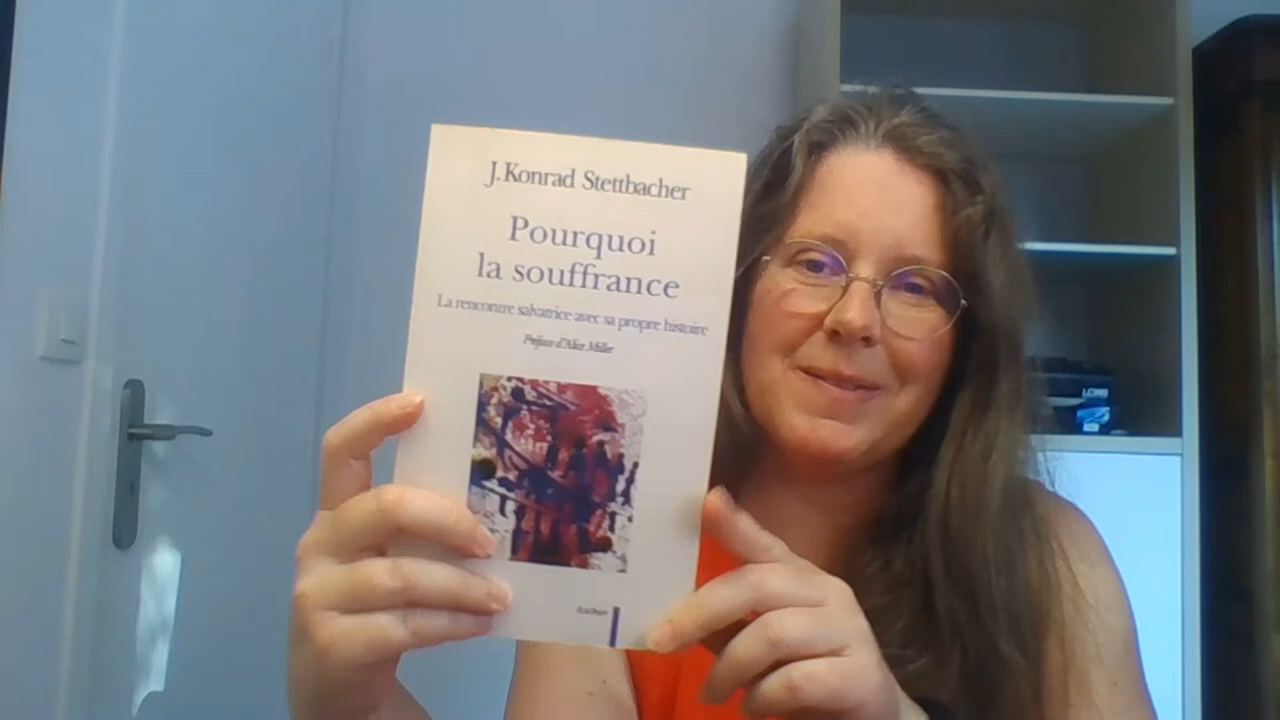 J. Konrad Stettbacher
Pourquoi
la souffrance
La rencontre salvatrice avec sa propre histoire
Préface d'Alice Miller